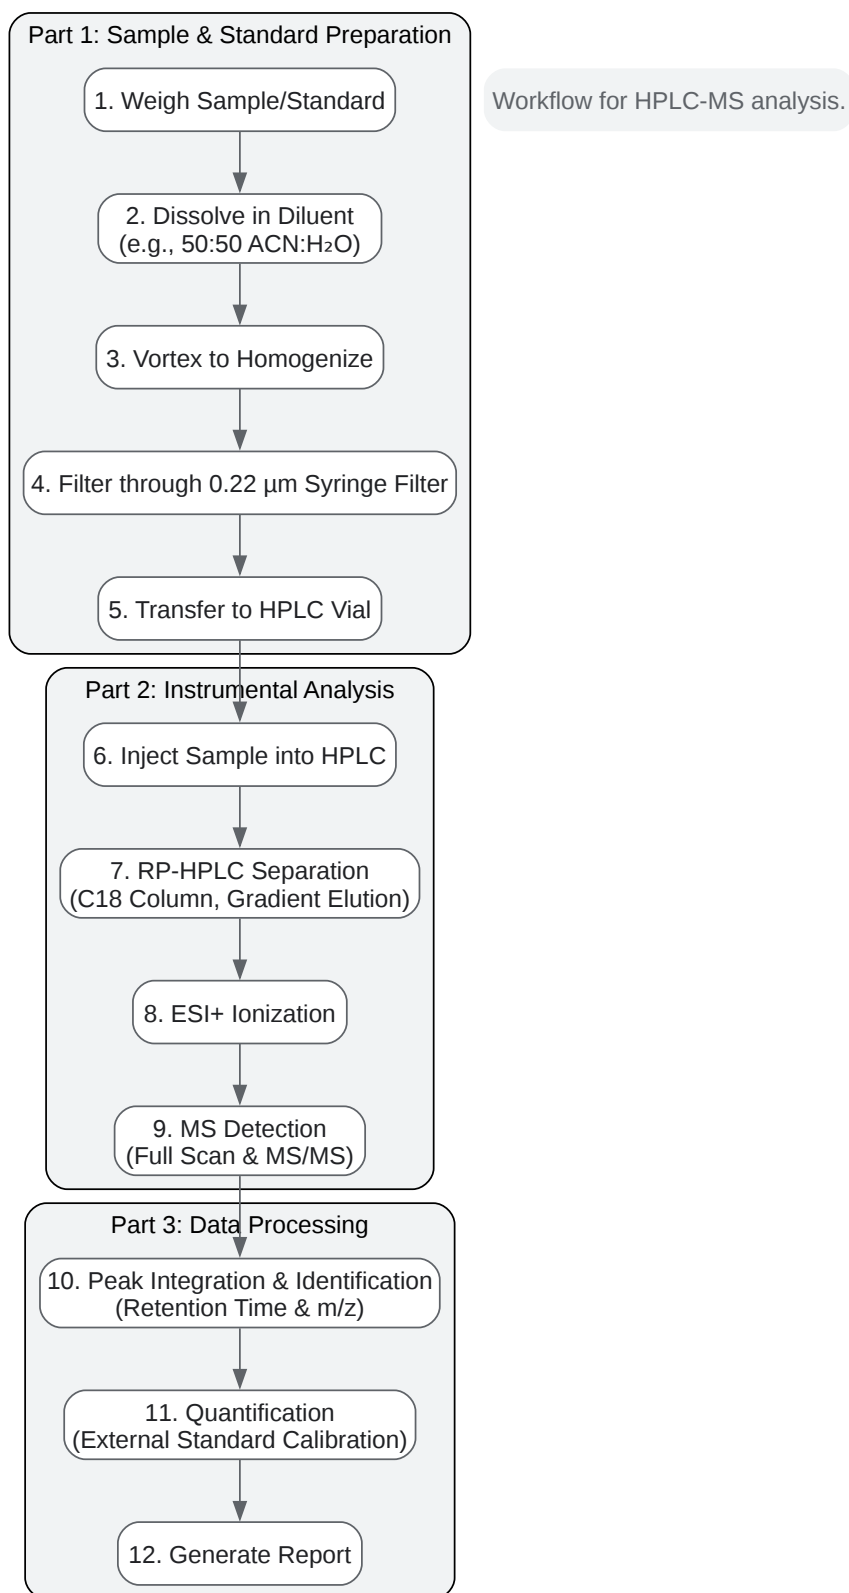 Part 1: Sample & Standard Preparation
1. Weigh Sample/Standard
Workflow for HPLC-MS analysis.
2. Dissolve in Diluent
(e.g., 50:50 ACN:H₂O)
3. Vortex to Homogenize
4. Filter through 0.22 µm Syringe Filter
5. Transfer to HPLC Vial
Part 2: Instrumental Analysis
6. Inject Sample into HPLC
7. RP-HPLC Separation
(C18 Column, Gradient Elution)
8. ESI+ Ionization
9. MS Detection
(Full Scan & MS/MS)
Part 3: Data Processing
10. Peak Integration & Identification
(Retention Time & m/z)
11. Quantification
(External Standard Calibration)
12. Generate Report